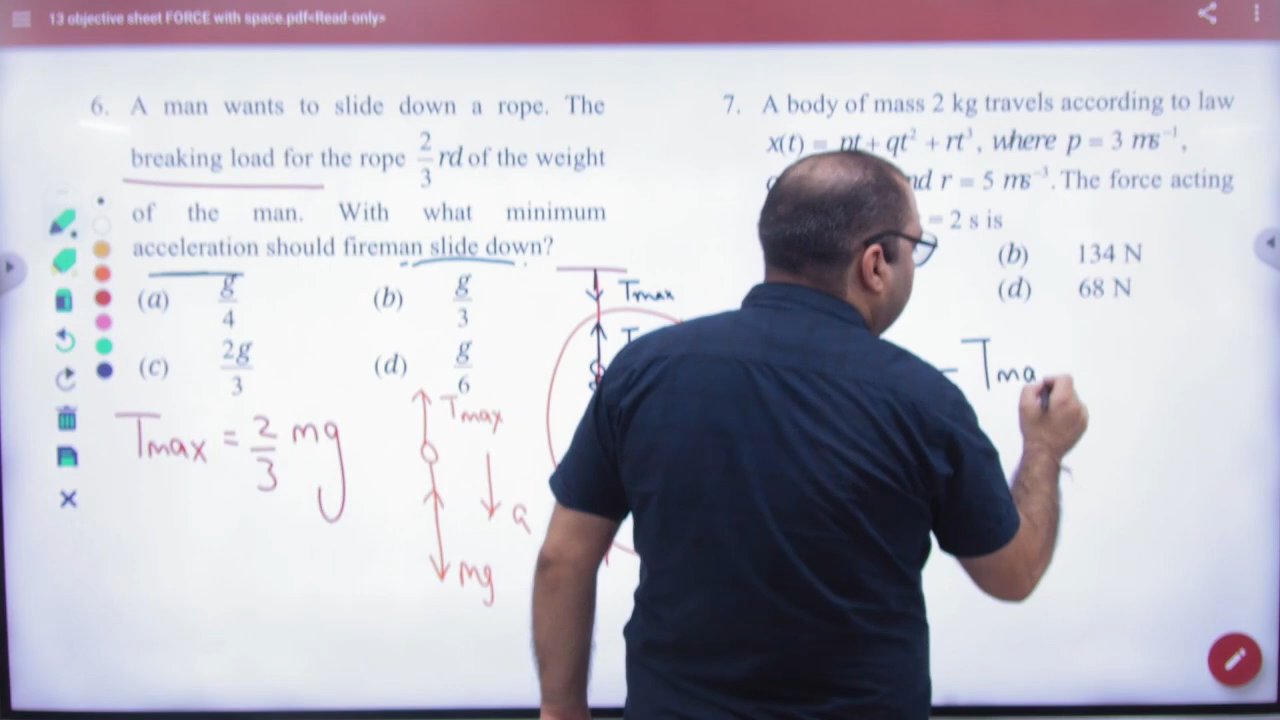 13 objective sheet FORCE with space.pdf<Read-only>
6. A man wants to slide down a rope. The
breaking load for the rope 2/3 rd of the weight
of the man. With what minimum
acceleration should fireman slide down?
(a) g/4 (b) g/3
(c) 2g/3 (d) g/6
Tmax = 2/3 mg
Tmax
a
mg
Tmax
7. A body of mass 2 kg travels according to law
x(t) = pt + qt² + rt³, where p = 3 ms⁻¹,
r = 5 ms⁻³. The force acting
= 2 s is
(b) 134 N
(d) 68 N
- Tma